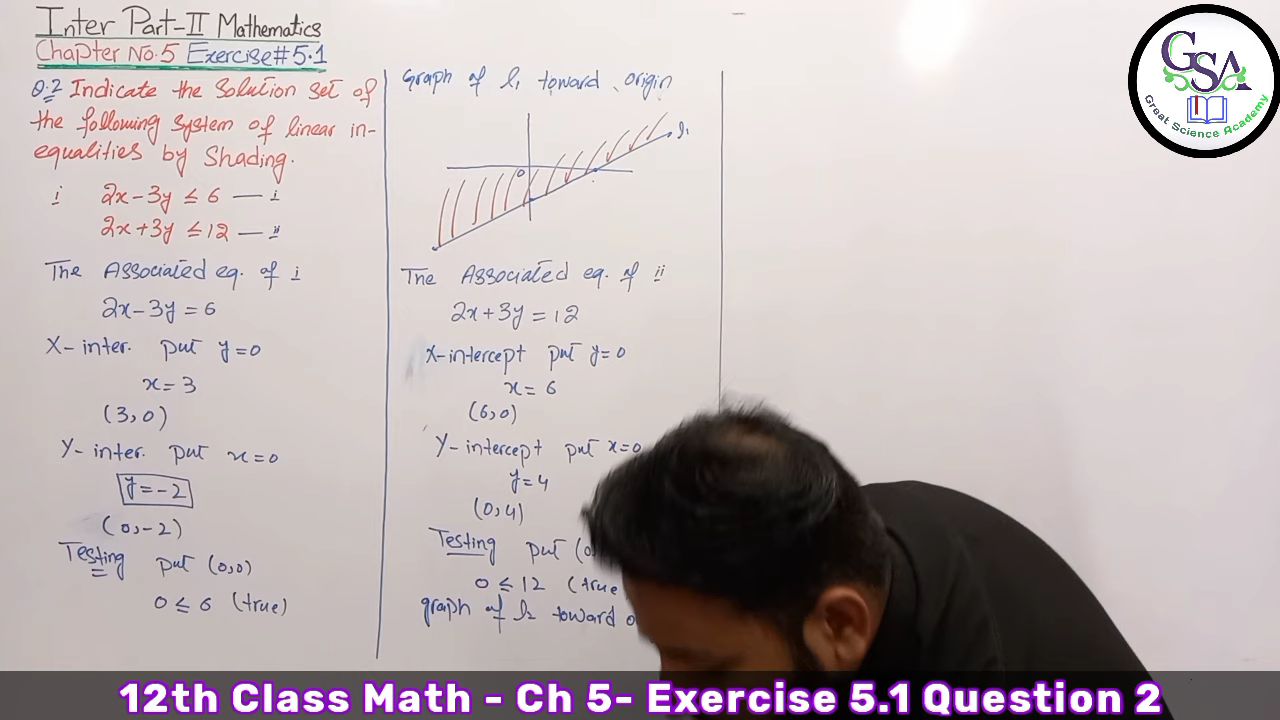 Inter Part-II Mathematics
Chapter No.5 Exercise#5.1
Q.2 Indicate the Solution Set of
the following System of linear in-
equalities by Shading.
i 2x-3y ≤ 6 — i
2x+3y ≤ 12 — ii
The Associated eq. of i
2x-3y = 6
X-inter. put y=0
x = 3
(3,0)
Y-inter. put x=0
y = -2
(0,-2)
Testing put (0,0)
0 ≤ 6 (true)
Graph of l₁ toward origin
l₁
0
The Associated eq. of ii
2x+3y = 12
X-intercept put y=0
x = 6
(6,0)
Y-intercept put x=0
y = 4
(0,4)
Testing put (0,
0 ≤ 12 (true
graph of l₂ toward o
GSA
Great Science Academy
12th Class Math - Ch 5- Exercise 5.1 Question 2